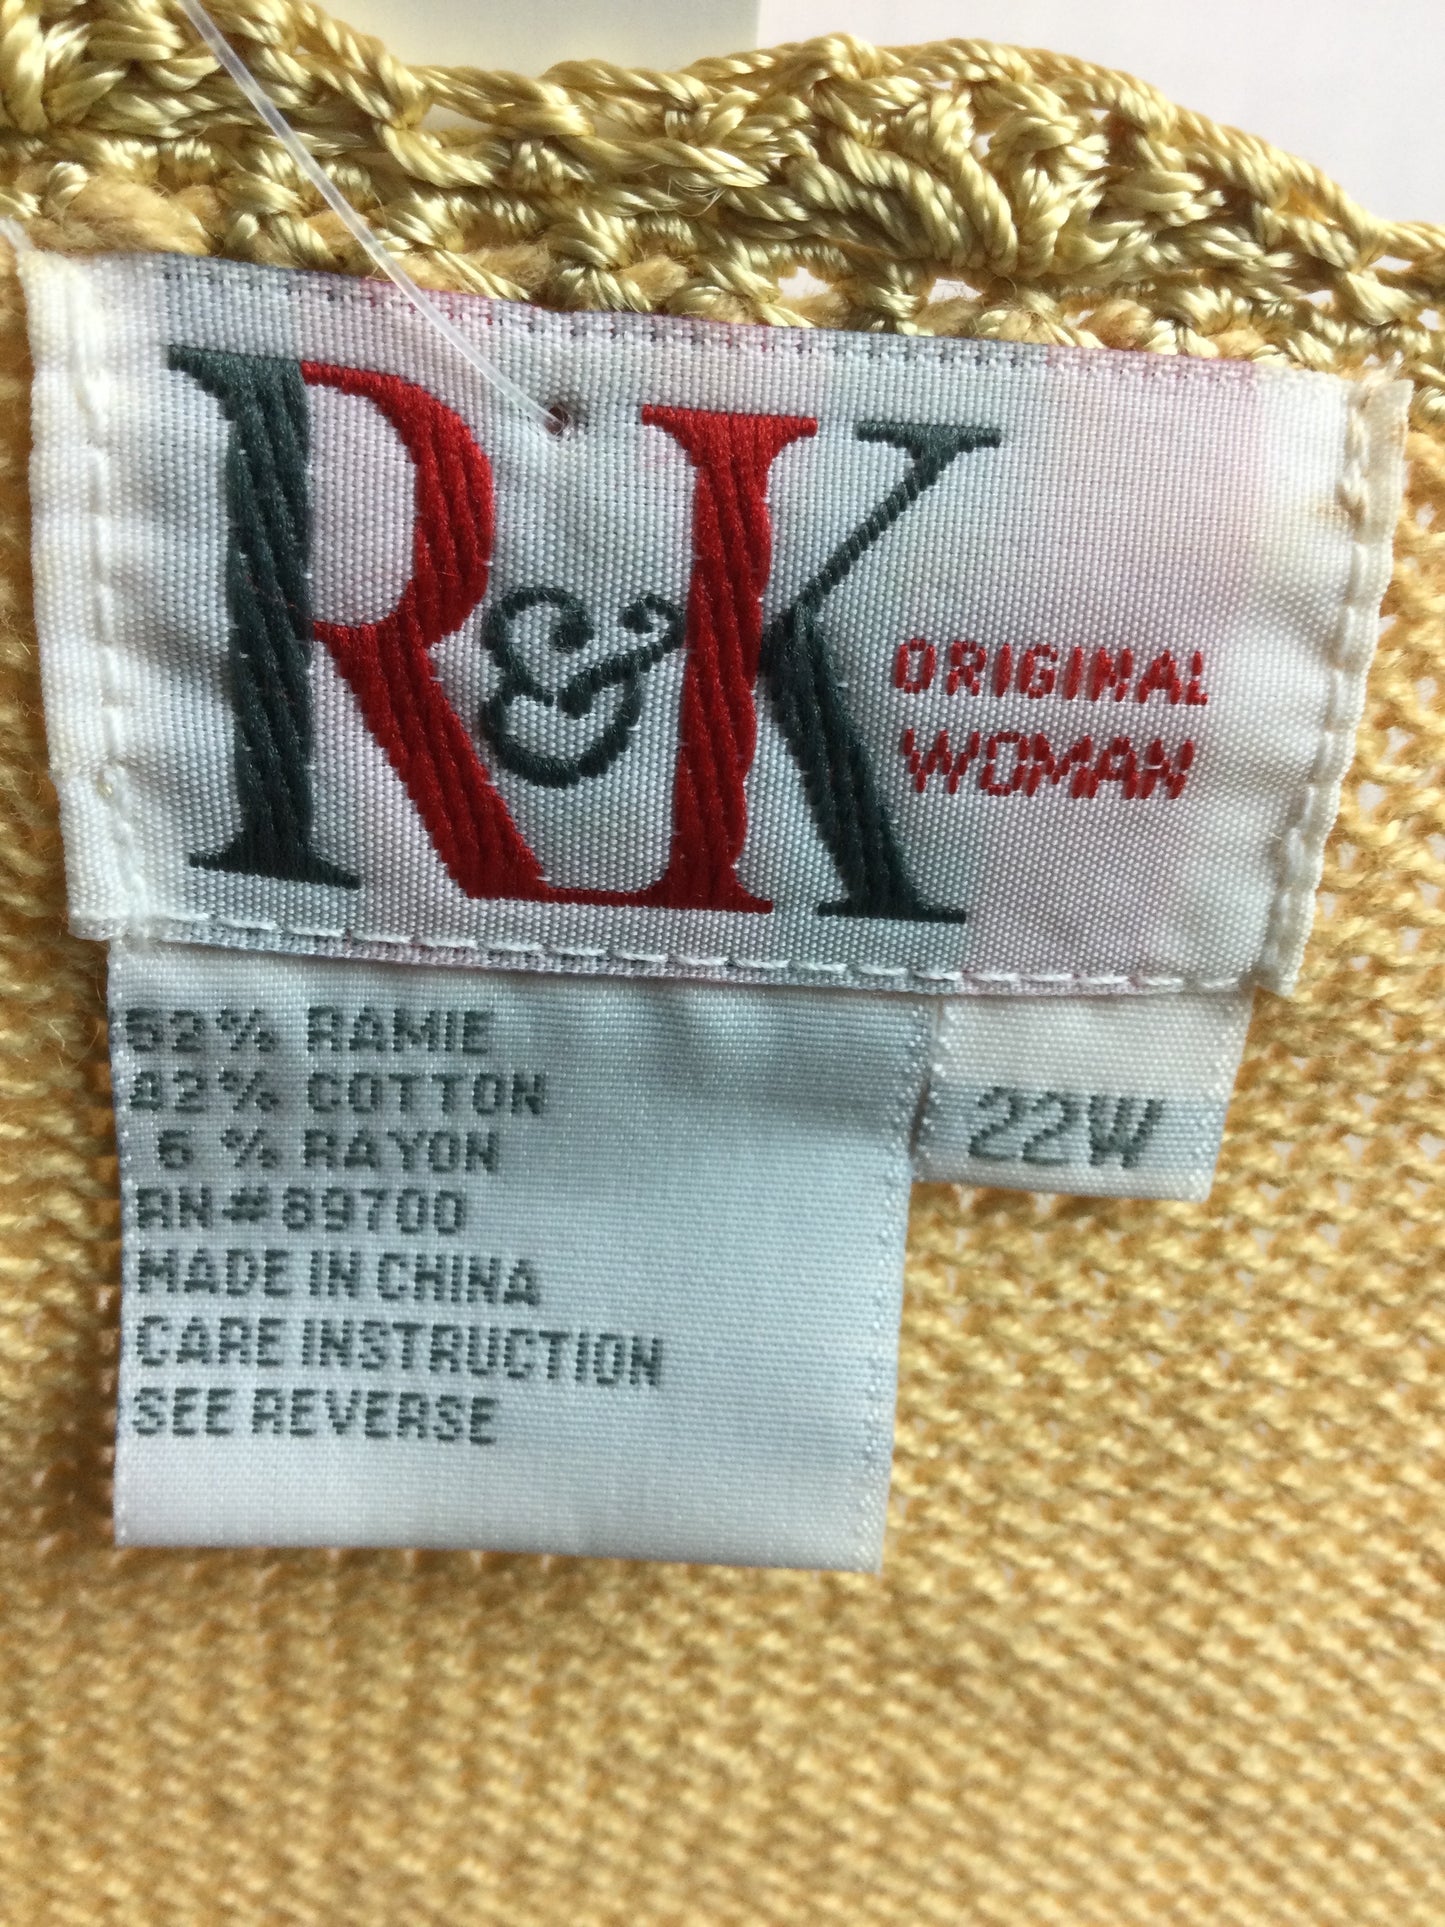 R&K
ORIGINAL
WOMAN
52% RAMIE
42% COTTON
6% RAYON
RN#89700
MADE IN CHINA
CARE INSTRUCTION
SEE REVERSE
22W